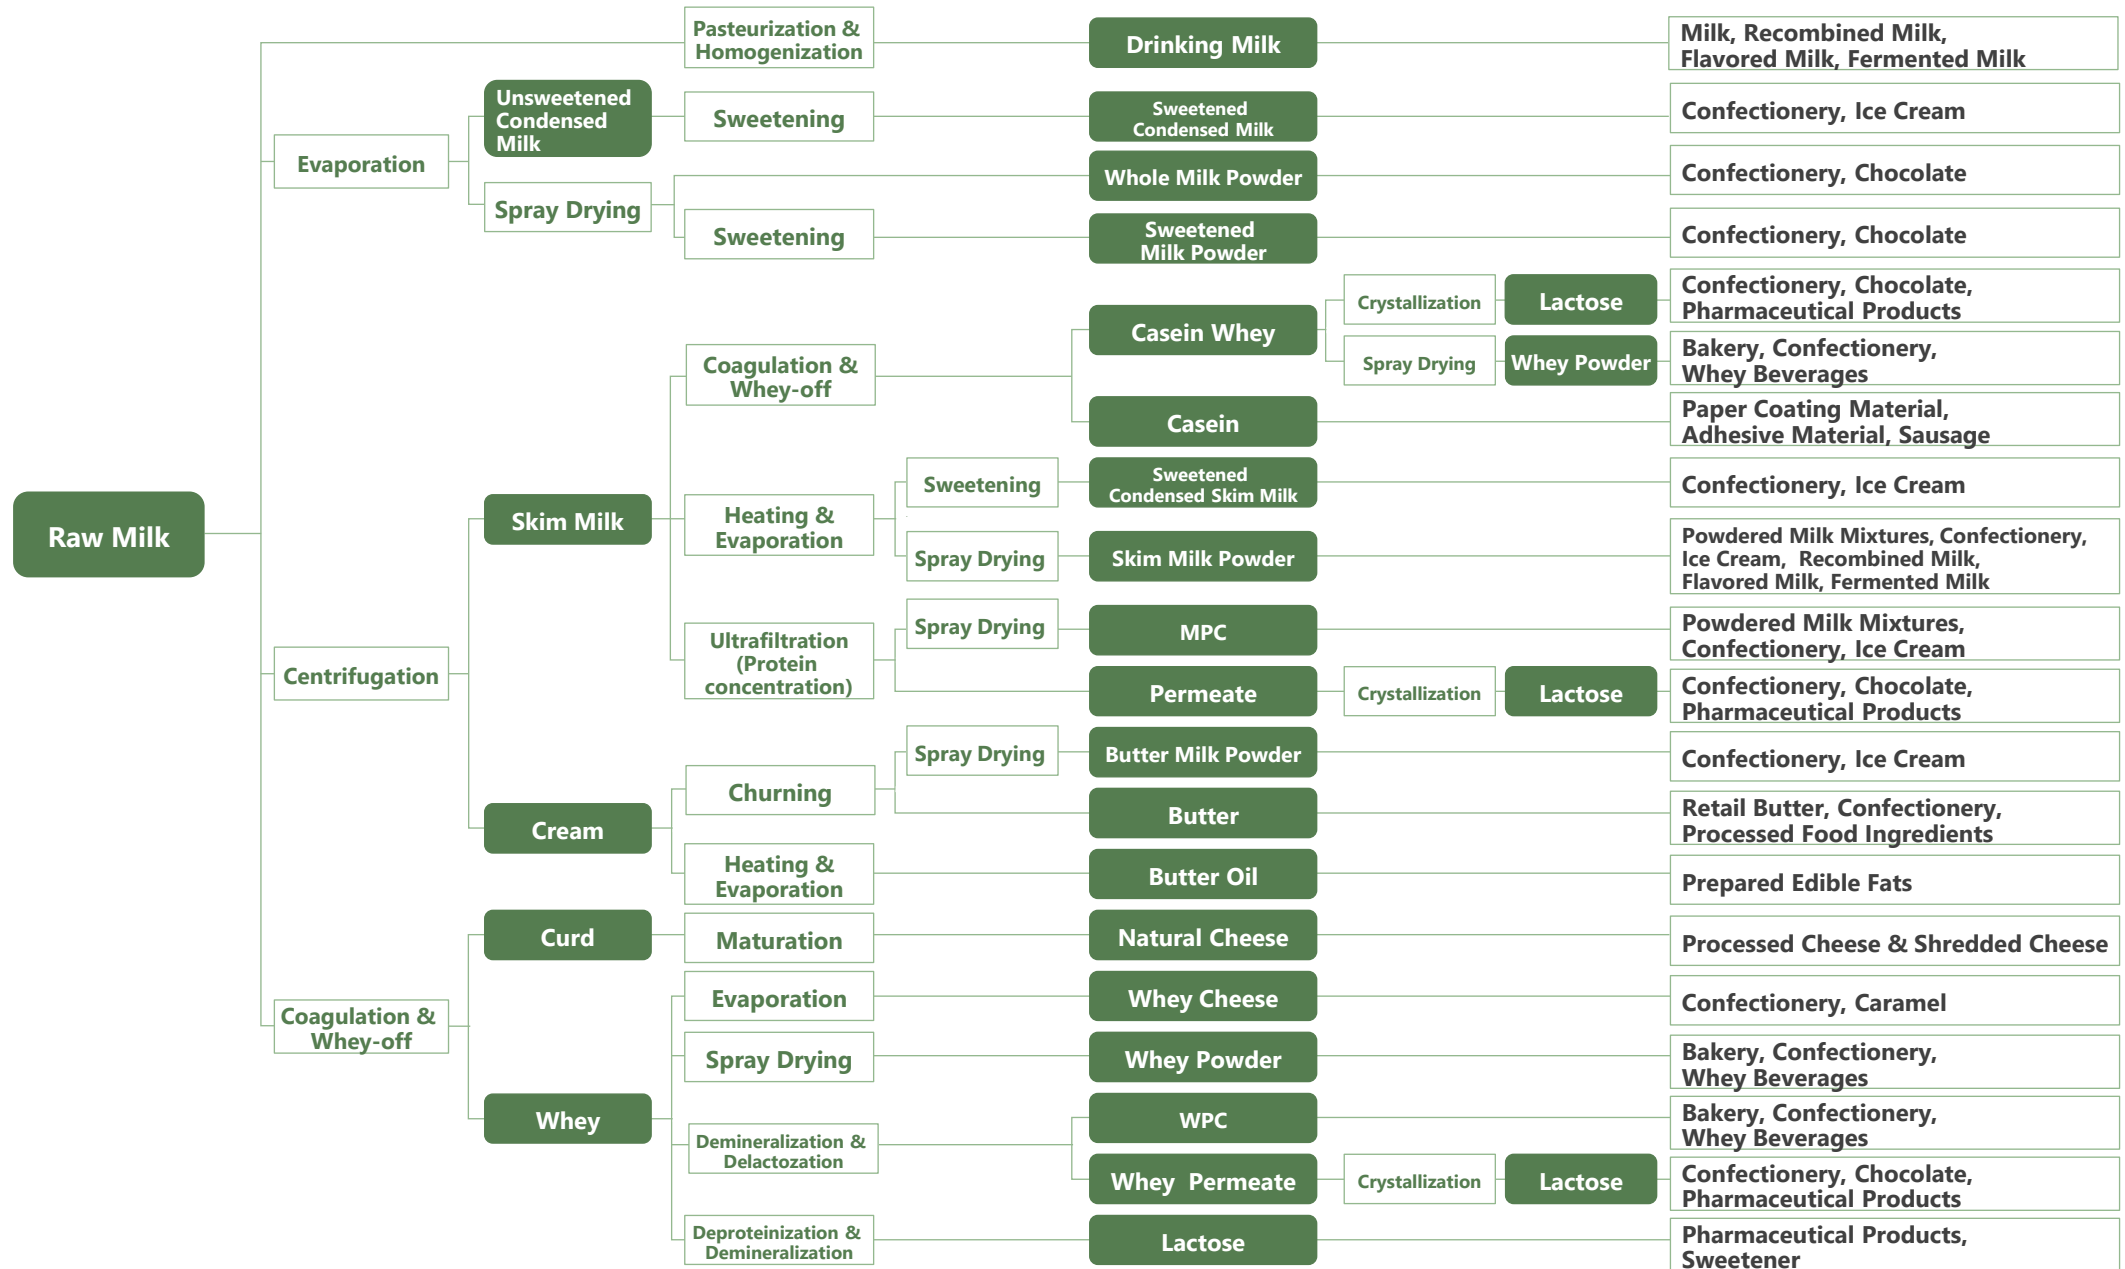 Pasteurization &
Homogenization
Drinking Milk
Milk, Recombined Milk,
Flavored Milk, Fermented Milk
Unsweetened
Condensed
Milk
Sweetening
Sweetened
Condensed Milk
Confectionery, Ice Cream
Evaporation
Whole Milk Powder
Confectionery, Chocolate
Spray Drying
Sweetening
Sweetened
Milk Powder
Confectionery, Chocolate
Crystallization
Lactose
Confectionery, Chocolate,
Pharmaceutical Products
Casein Whey
Coagulation &
Whey-off
Spray Drying
Whey Powder
Bakery, Confectionery,
Whey Beverages
Casein
Paper Coating Material,
Adhesive Material, Sausage
Raw Milk
Skim Milk
Heating &
Evaporation
Sweetening
Sweetened
Condensed Skim Milk
Confectionery, Ice Cream
Spray Drying
Skim Milk Powder
Powdered Milk Mixtures, Confectionery,
Ice Cream, Recombined Milk,
Flavored Milk, Fermented Milk
Ultrafiltration
(Protein
concentration)
Spray Drying
MPC
Powdered Milk Mixtures,
Confectionery, Ice Cream
Centrifugation
Permeate
Crystallization
Lactose
Confectionery, Chocolate,
Pharmaceutical Products
Spray Drying
Butter Milk Powder
Confectionery, Ice Cream
Churning
Cream
Butter
Retail Butter, Confectionery,
Processed Food Ingredients
Heating &
Evaporation
Butter Oil
Prepared Edible Fats
Curd
Maturation
Natural Cheese
Processed Cheese & Shredded Cheese
Coagulation &
Whey-off
Evaporation
Whey Cheese
Confectionery, Caramel
Spray Drying
Whey Powder
Bakery, Confectionery,
Whey Beverages
Whey
Demineralization &
Delactozation
WPC
Bakery, Confectionery,
Whey Beverages
Whey Permeate
Crystallization
Lactose
Confectionery, Chocolate,
Pharmaceutical Products
Deproteinization &
Demineralization
Lactose
Pharmaceutical Products,
Sweetener